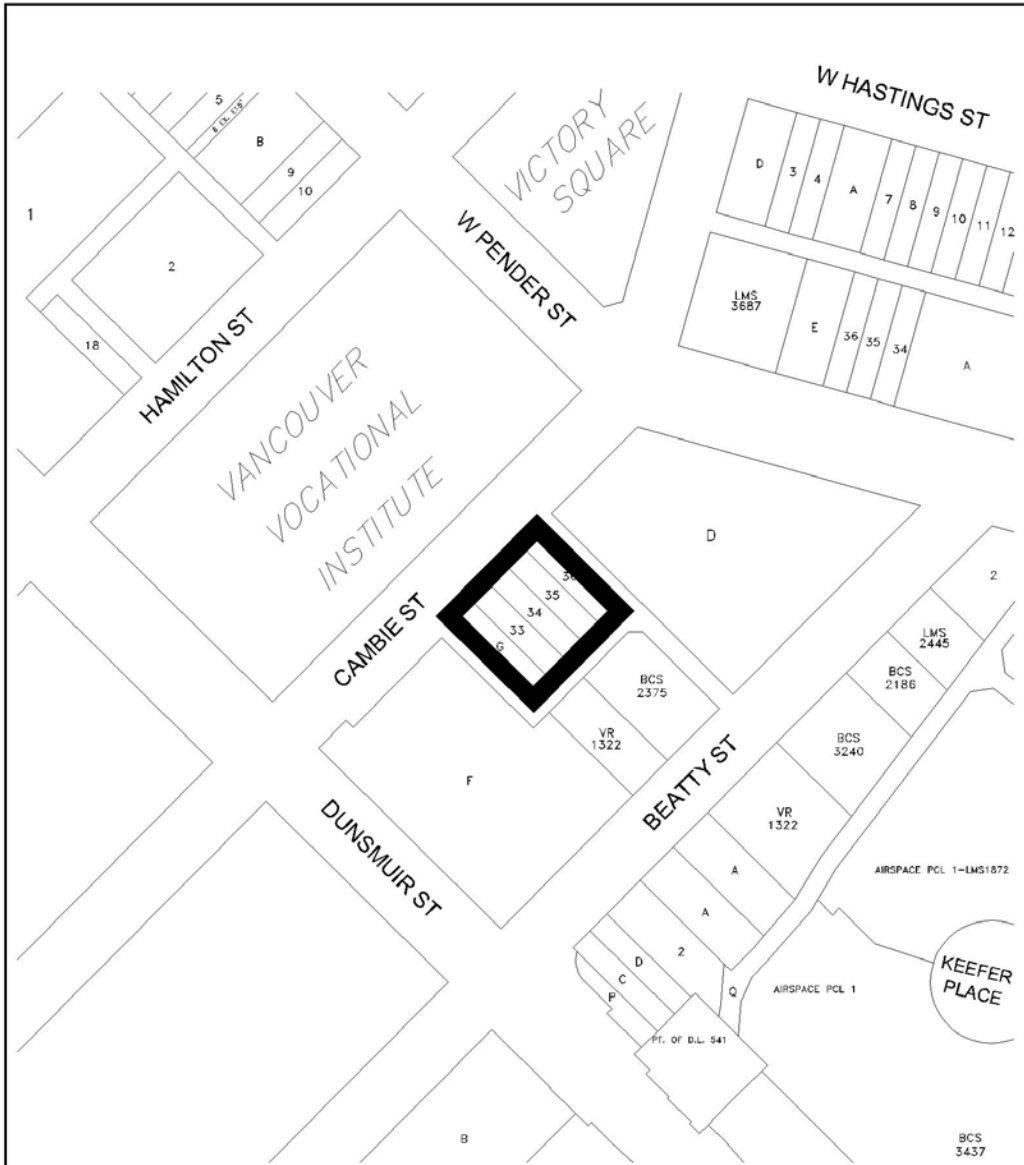 W HASTINGS ST
5
B
9
10
VICTORY
SQUARE
D
3
4
A
7
8
9
10
11
12
1
2
18
HAMILTON ST
W PENDER ST
LMS
3687
E
36
35
34
A
VANCOUVER
VOCATIONAL
INSTITUTE
D
36
35
34
33
G
CAMBIE ST
2
LMS
2445
BCS
2186
BCS
3240
BCS
2375
VR
1322
F
BEATTY ST
VR
1322
DUNSMUIR ST
A
A
2
D
C
P
Q
AIRSPACE PCL 1-LMS1872
AIRSPACE PCL 1
KEEFER
PLACE
PT. OF D.L. 541
B
BCS
3437